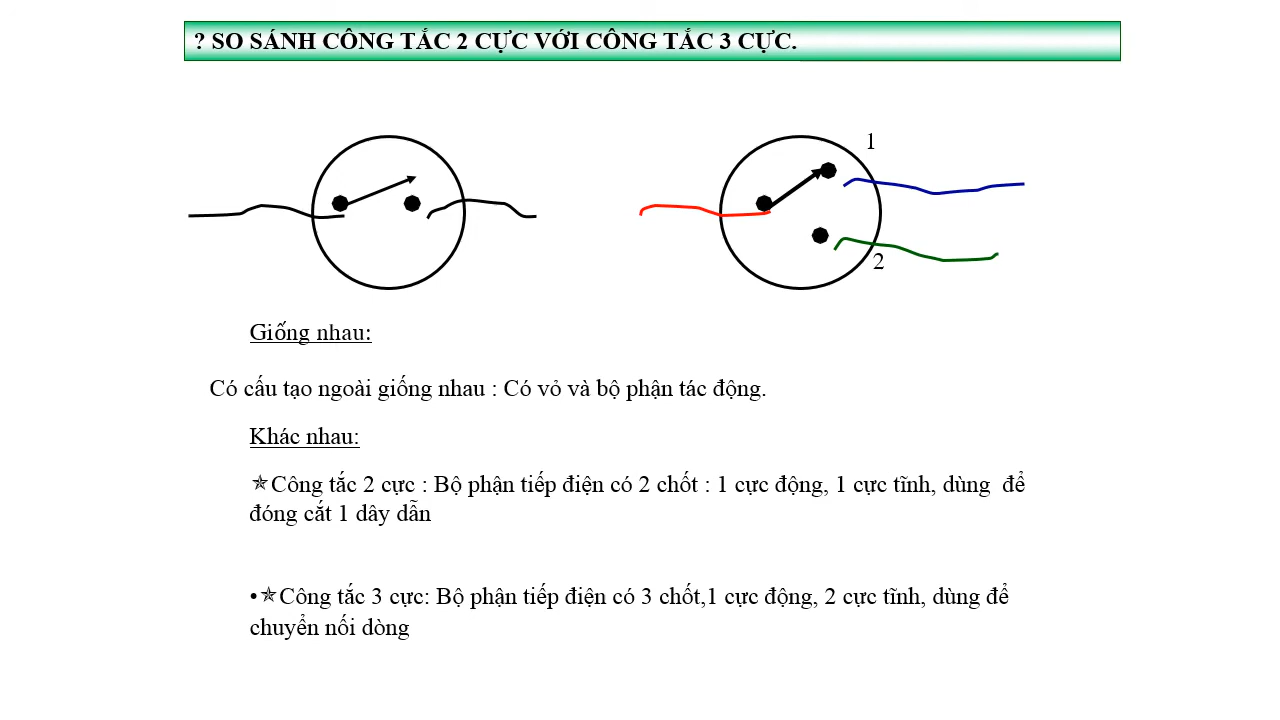 ? SO SÁNH CÔNG TẮC 2 CỰC VỚI CÔNG TẮC 3 CỰC.
1
2
Giống nhau:
Có cấu tạo ngoài giống nhau : Có vỏ và bộ phận tác động.
Khác nhau:
✯Công tắc 2 cực : Bộ phận tiếp điện có 2 chốt : 1 cực động, 1 cực tĩnh, dùng để
đóng cắt 1 dây dẫn
•✯Công tắc 3 cực: Bộ phận tiếp điện có 3 chốt,1 cực động, 2 cực tĩnh, dùng để
chuyển nối dòng